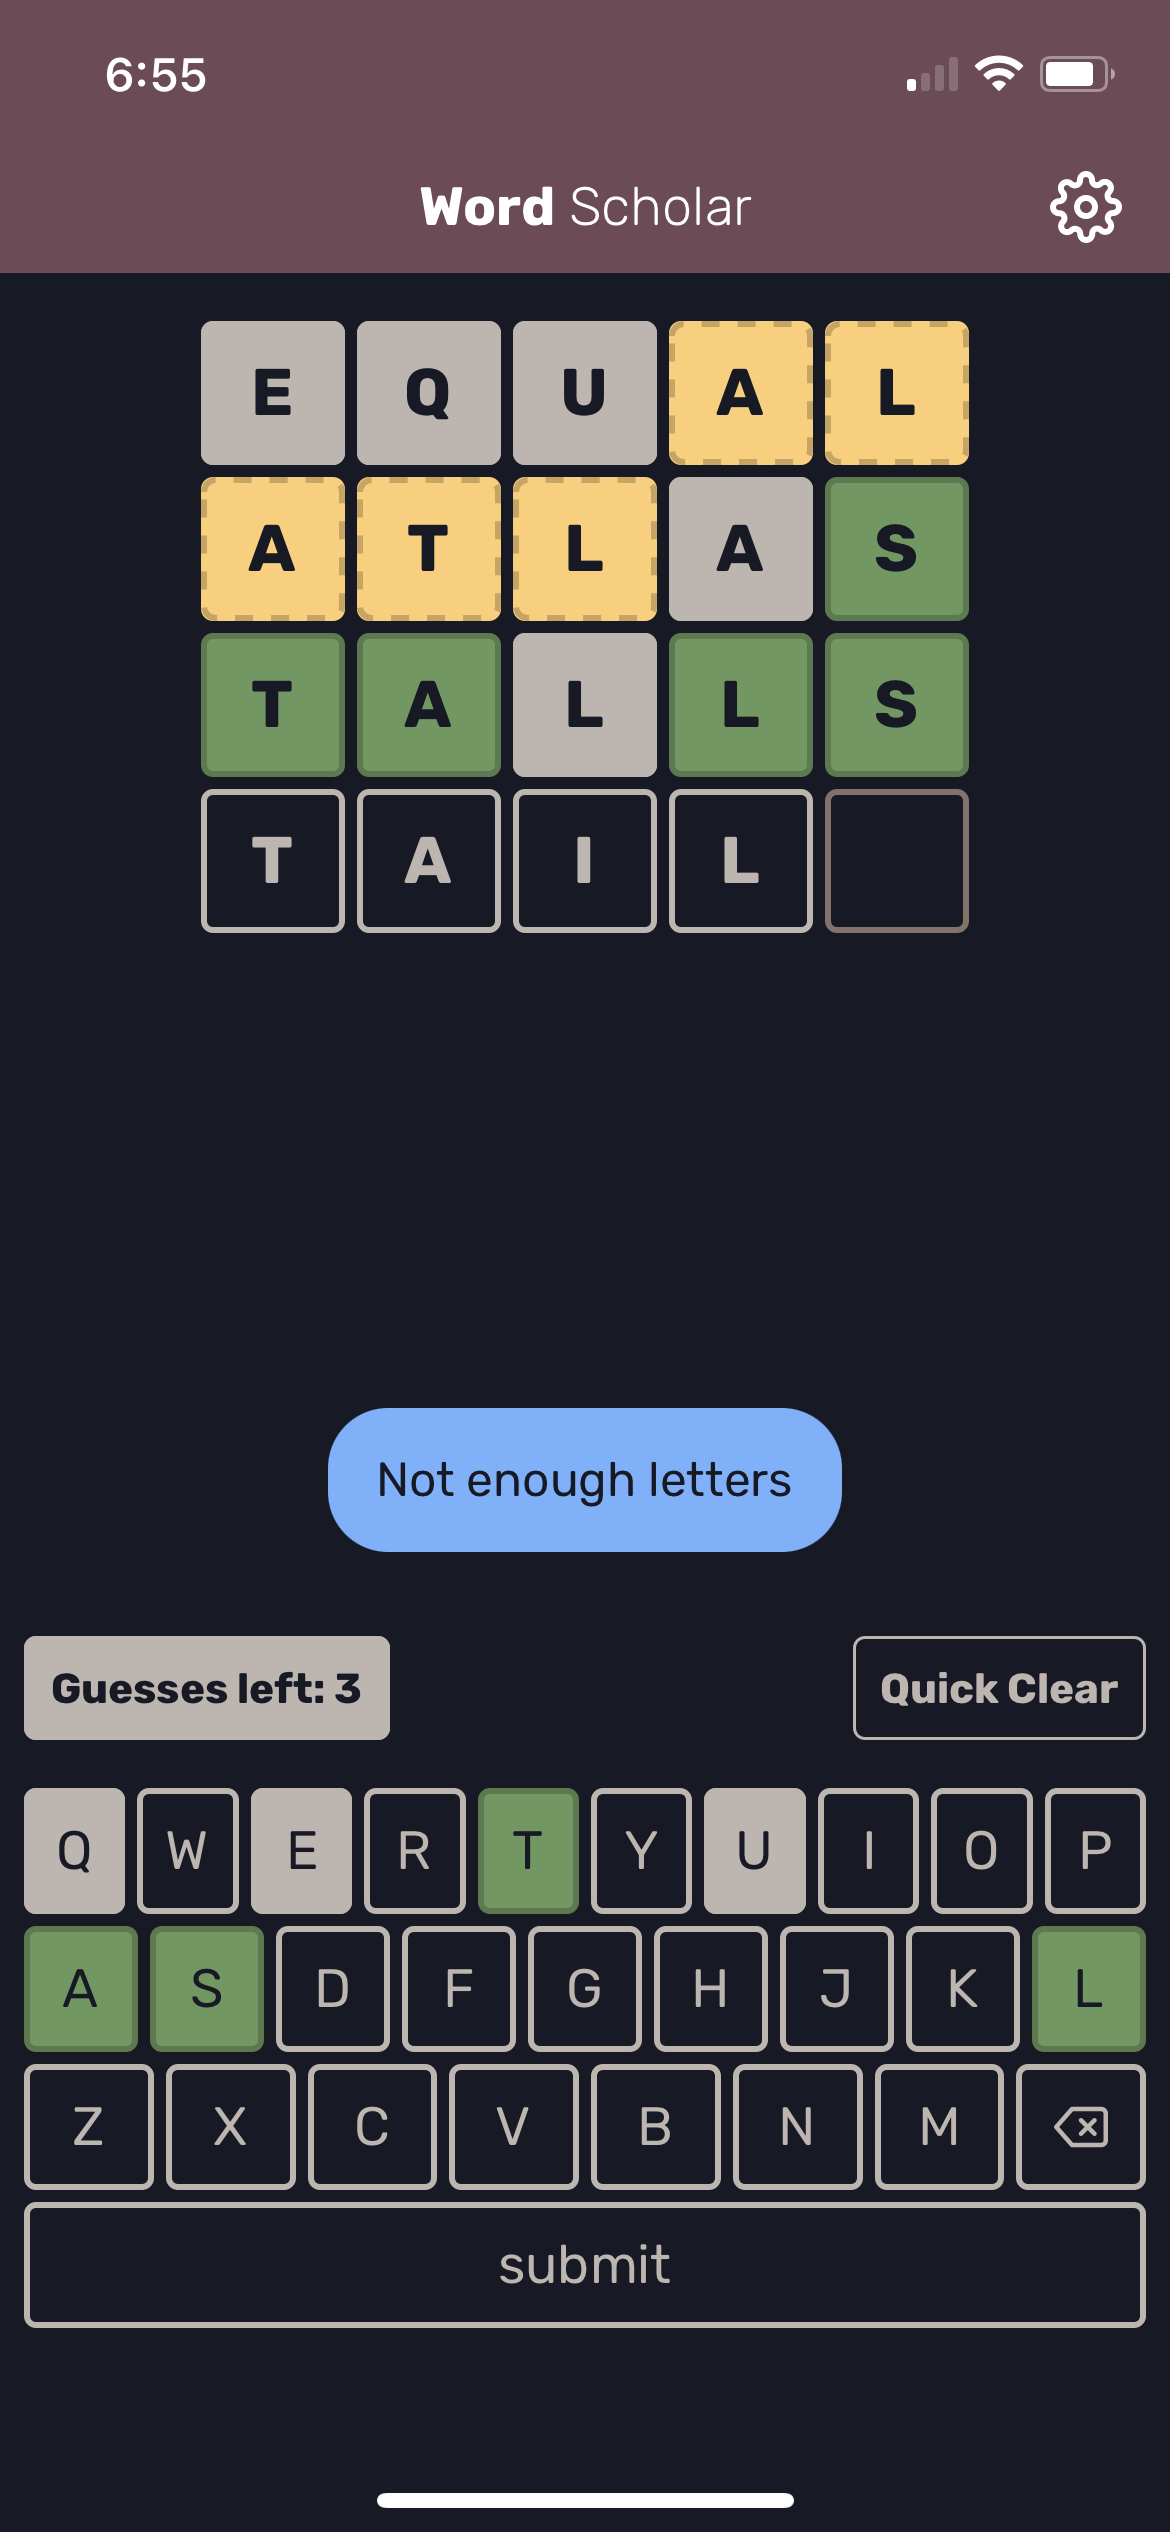 6:55
Word Scholar
E Q U A L
A T L A S
T A L L S
T A I L
Not enough letters
Guesses left: 3
Quick Clear
Q W E R T Y U I O P
A S D F G H J K L
Z X C V B N M
submit